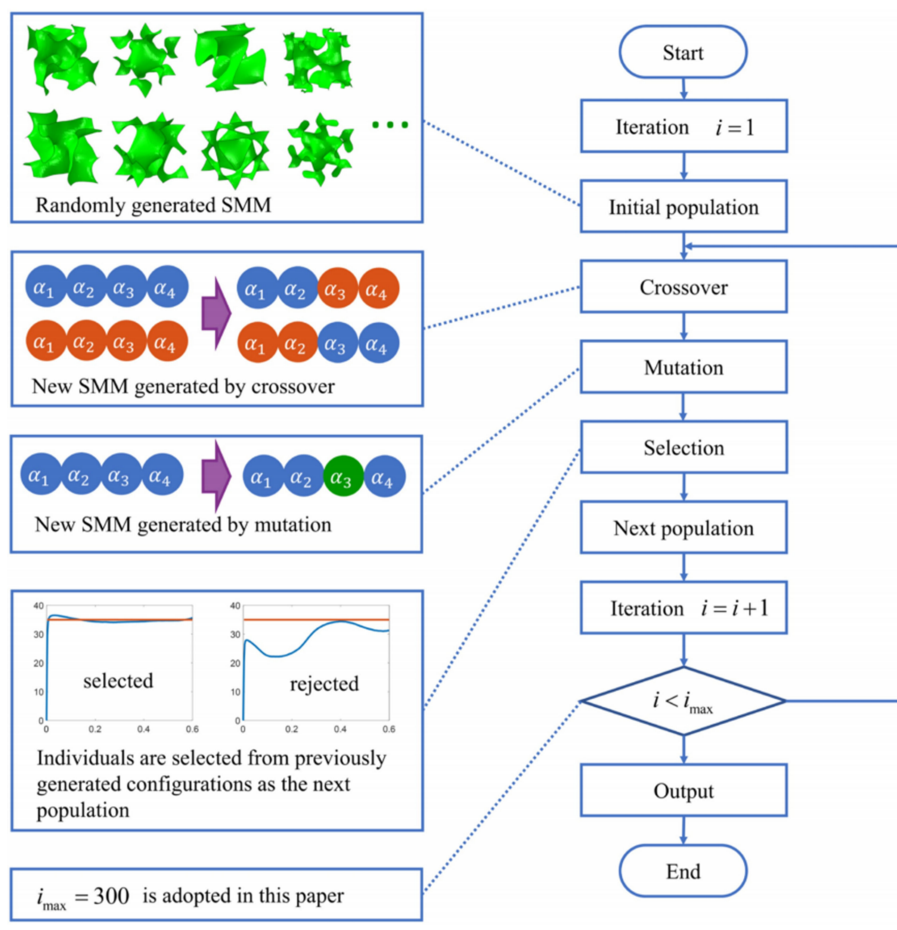 Randomly generated SMM
α1 α2 α3 α4 α1 α2 α3 α4
α1 α2 α3 α4 α1 α2 α3 α4
New SMM generated by crossover
α1 α2 α3 α4 α1 α2 α3 α4
New SMM generated by mutation
40
30
20
10
0
0 0.2 0.4 0.6
selected
40
30
20
10
0
0 0.2 0.4 0.6
rejected
Individuals are selected from previously
generated configurations as the next
population
imax = 300 is adopted in this paper
Start
Iteration i = 1
Initial population
Crossover
Mutation
Selection
Next population
Iteration i = i + 1
i < imax
Output
End